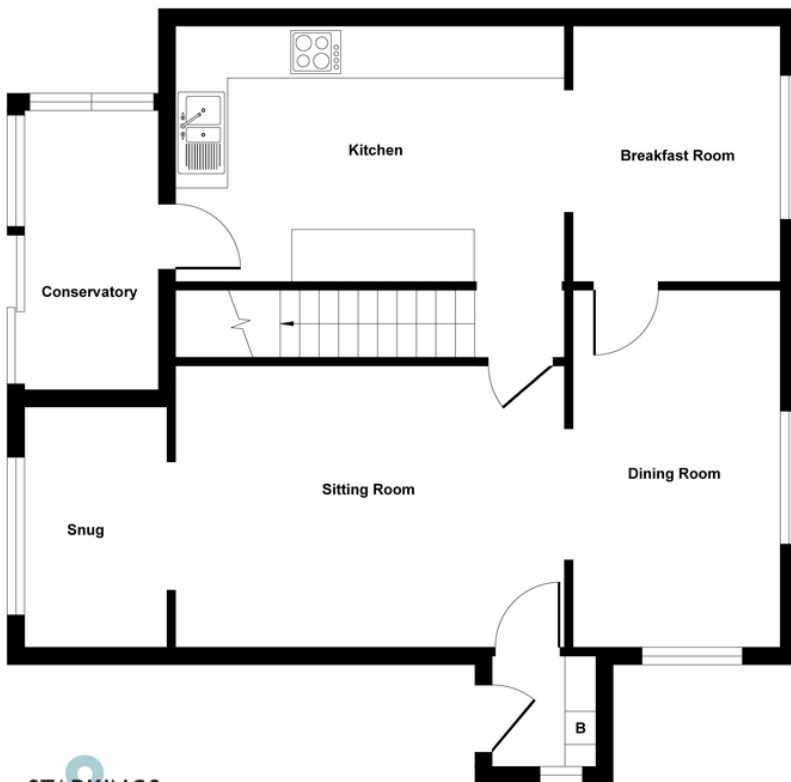 Kitchen
Breakfast Room
Conservatory
Sitting Room
Dining Room
Snug
B